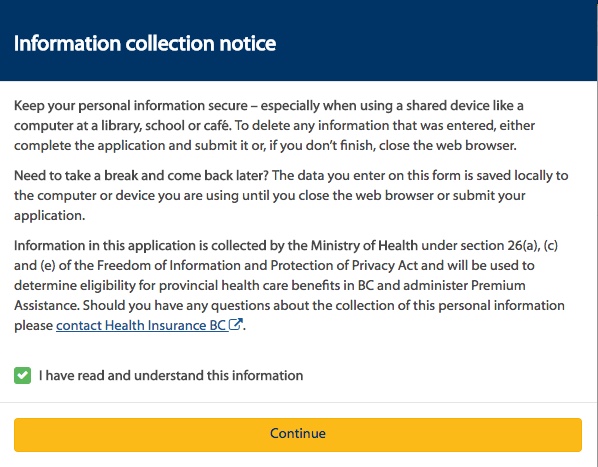 Information collection notice
Keep your personal information secure – especially when using a shared device like a
computer at a library, school or café. To delete any information that was entered, either
complete the application and submit it or, if you don't finish, close the web browser.
Need to take a break and come back later? The data you enter on this form is saved locally to
the computer or device you are using until you close the web browser or submit your
application.
Information in this application is collected by the Ministry of Health under section 26(a), (c)
and (e) of the Freedom of Information and Protection of Privacy Act and will be used to
determine eligibility for provincial health care benefits in BC and administer Premium
Assistance. Should you have any questions about the collection of this personal information
please contact Health Insurance BC.
I have read and understand this information
Continue